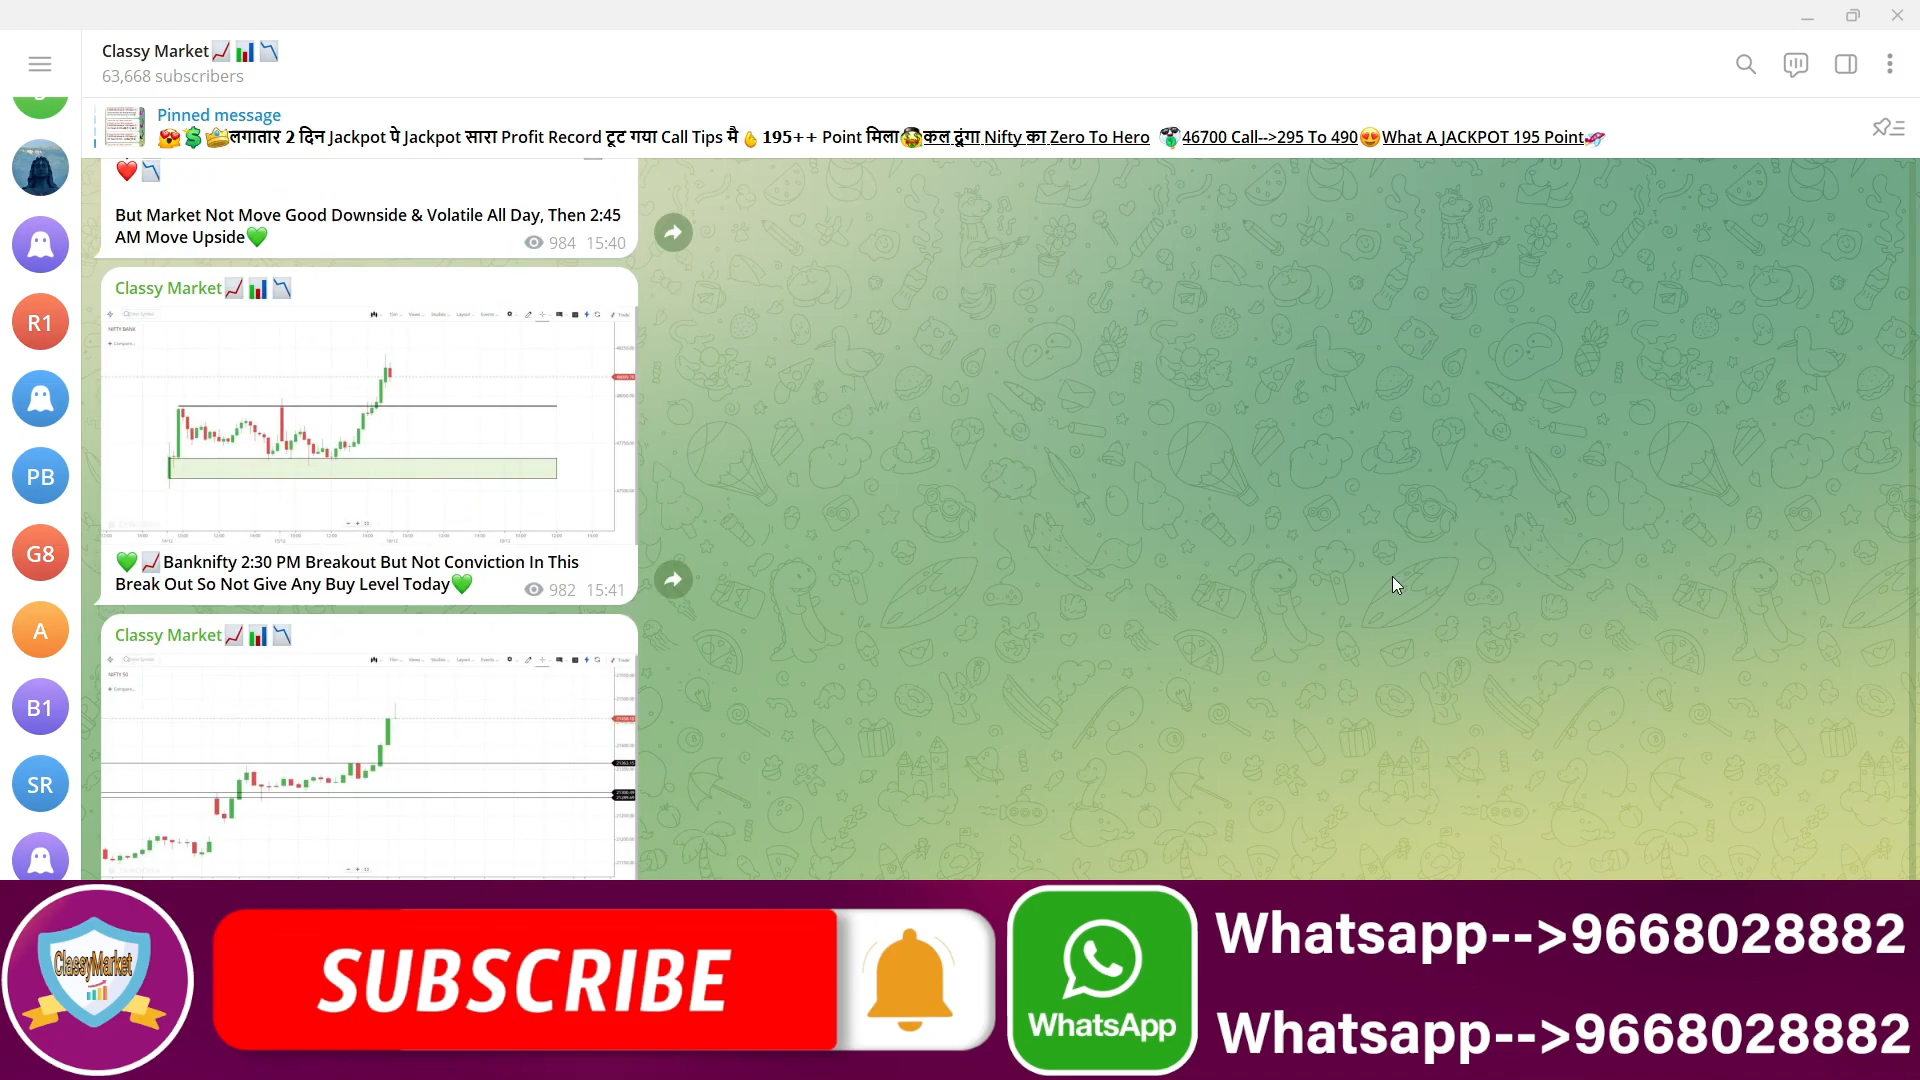 Classy Market📈📊📉
63,668 subscribers
Pinned message
😍💲👑लगातार 2 दिन Jackpot पे Jackpot सारा Profit Record टूट गया Call Tips मै 👌195++ Point मिला🤑कल दूंगा Nifty का Zero To Hero 46700 Call-->295 To 490😍What A JACKPOT 195 Point🚀
❤️📉
But Market Not Move Good Downside & Volatile All Day, Then 2:45
AM Move Upside💚
984 15:40
Classy Market📈📊📉
NIFTY BANK
💚📈Banknifty 2:30 PM Breakout But Not Conviction In This
Break Out So Not Give Any Buy Level Today💚
982 15:41
Classy Market📈📊📉
NIFTY 50
R1
PB
G8
A
B1
SR
ClassyMarket
SUBSCRIBE
WhatsApp
Whatsapp-->9668028882
Whatsapp-->9668028882